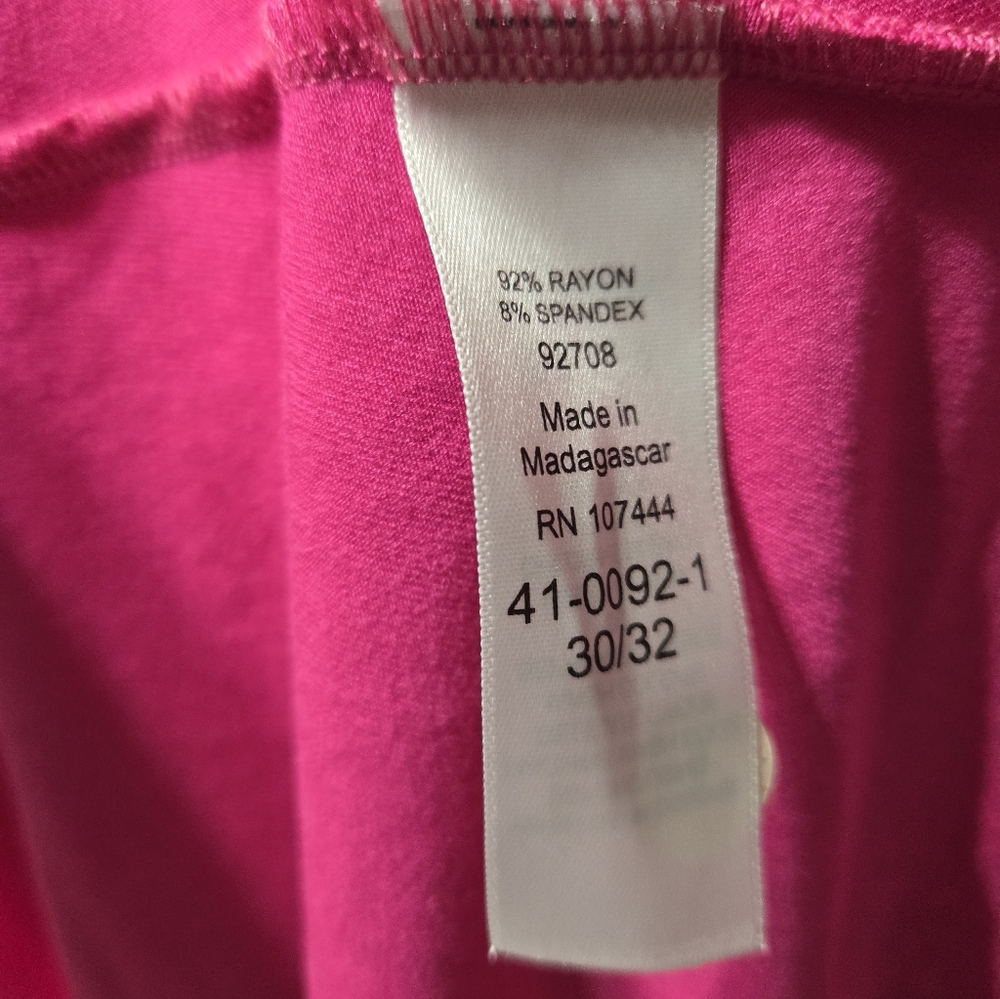 92% RAYON
8% SPANDEX
92708
Made in
Madagascar
RN 107444
41-0092-1
30/32